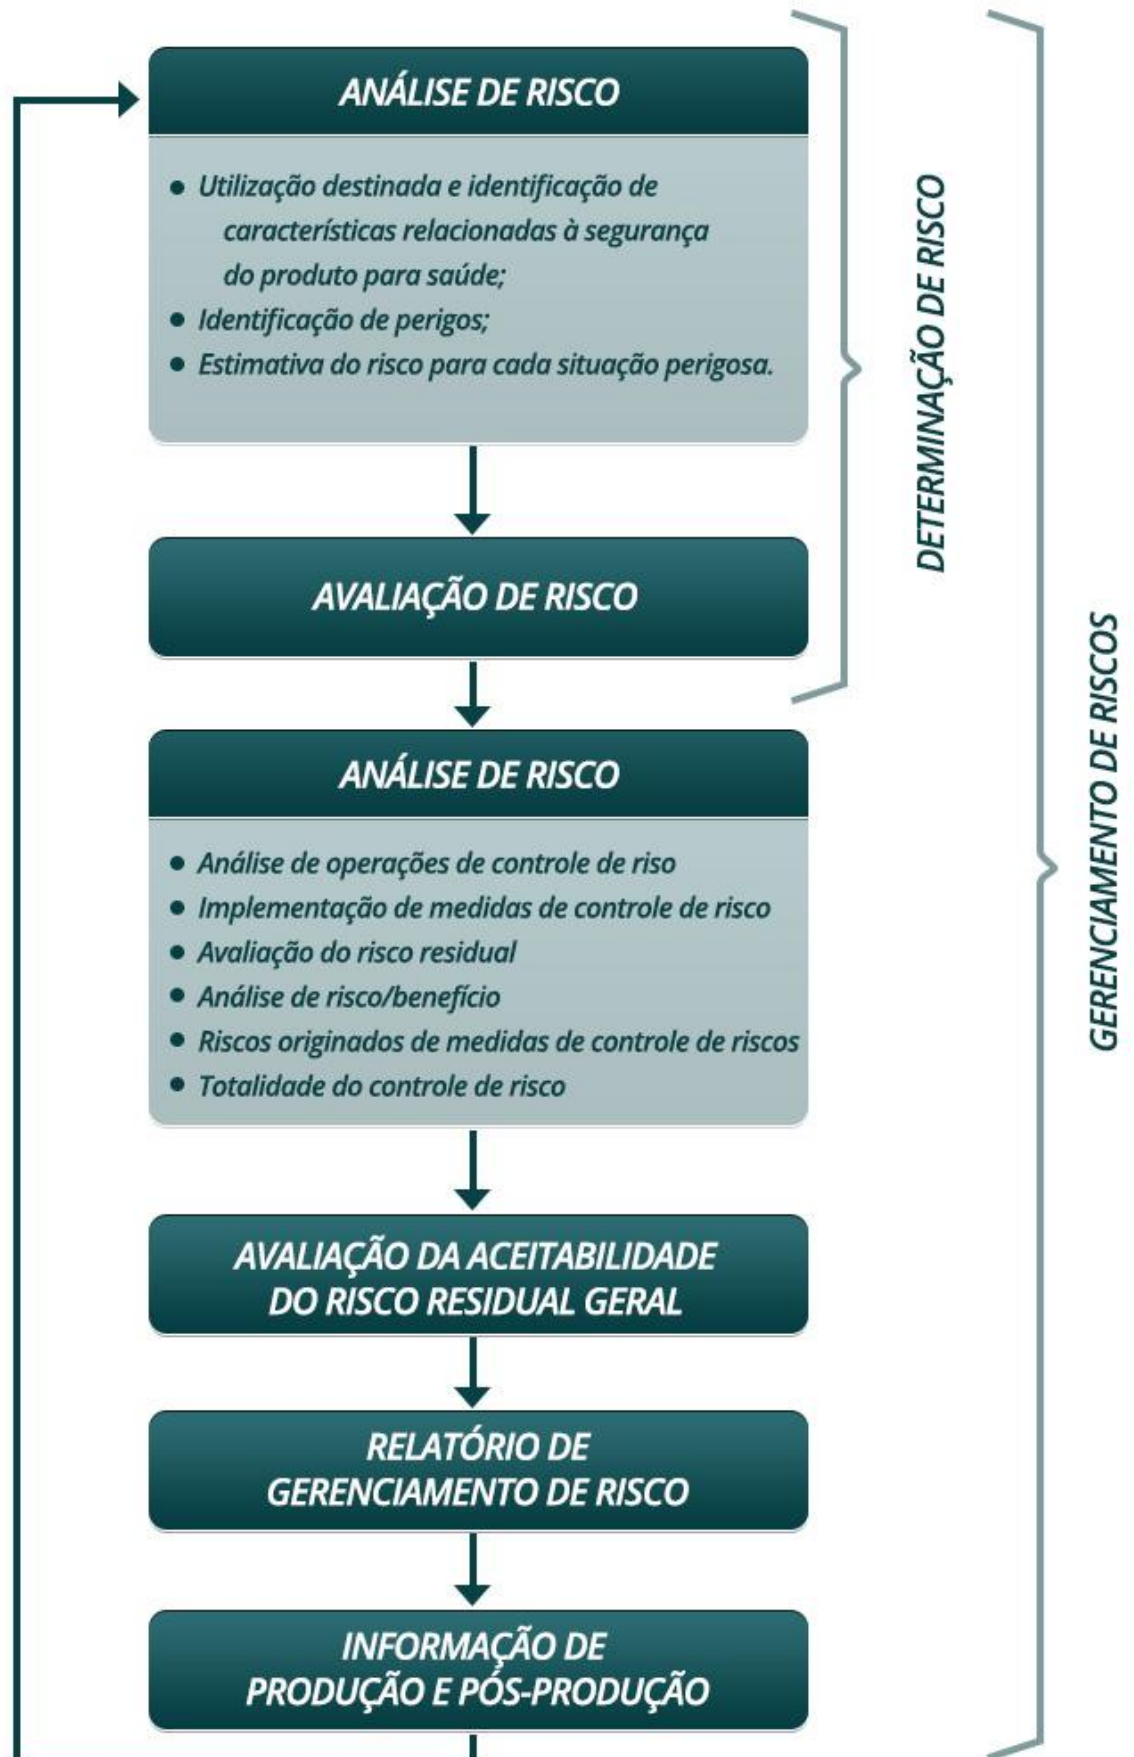 ANÁLISE DE RISCO
• Utilização destinada e identificação de
características relacionadas à segurança
do produto para saúde;
• Identificação de perigos;
• Estimativa do risco para cada situação perigosa.
AVALIAÇÃO DE RISCO
DETERMINAÇÃO DE RISCO
ANÁLISE DE RISCO
• Análise de operações de controle de riso
• Implementação de medidas de controle de risco
• Avaliação do risco residual
• Análise de risco/benefício
• Riscos originados de medidas de controle de riscos
• Totalidade do controle de risco
AVALIAÇÃO DA ACEITABILIDADE
DO RISCO RESIDUAL GERAL
RELATÓRIO DE
GERENCIAMENTO DE RISCO
INFORMAÇÃO DE
PRODUÇÃO E PÓS-PRODUÇÃO
GERENCIAMENTO DE RISCOS